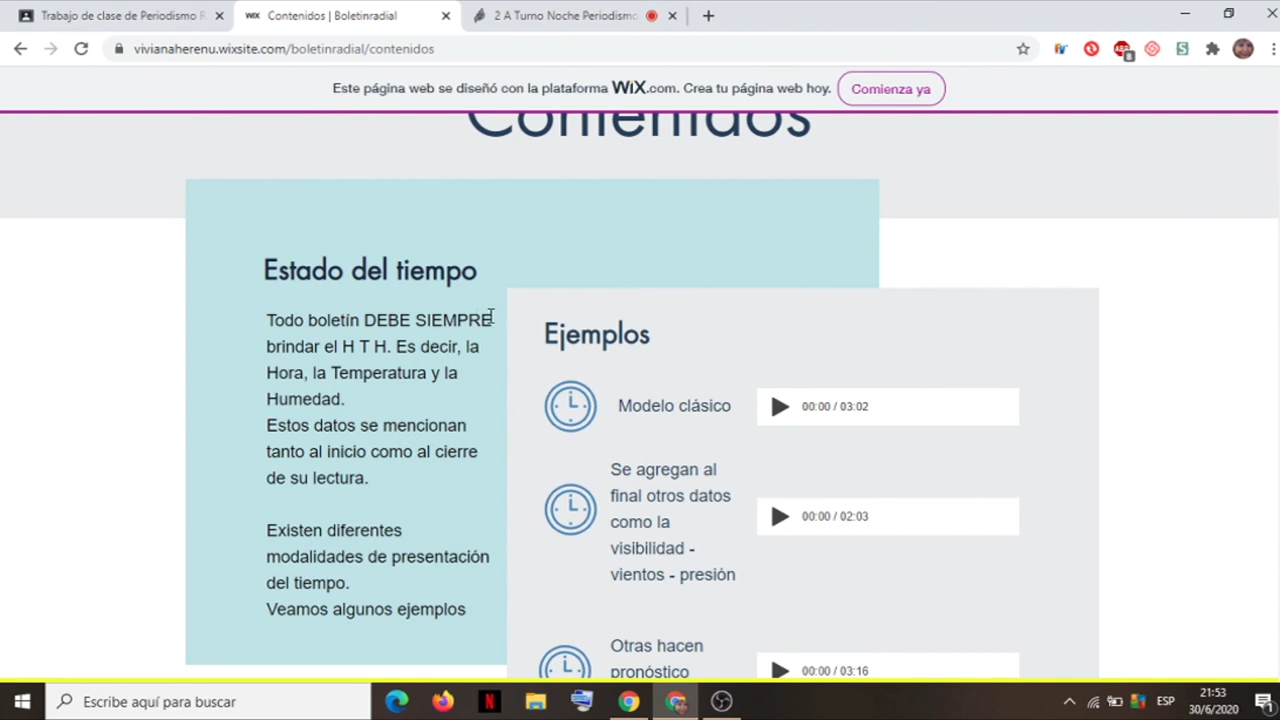 Trabajo de clase de Periodismo R
WiX Contenidos | Boletinradial
2 A Turno Noche Periodismo
vivianaherenu.wixsite.com/boletinradial/contenidos
ABP
8
S
Este página web se diseñó con la plataforma WiX.com. Crea tu página web hoy.
Comienza ya
Contenidos
Estado del tiempo
Todo boletín DEBE SIEMPRE
brindar el H T H. Es decir, la
Hora, la Temperatura y la
Humedad.
Estos datos se mencionan
tanto al inicio como al cierre
de su lectura.
Existen diferentes
modalidades de presentación
del tiempo.
Veamos algunos ejemplos
Ejemplos
Modelo clásico
00:00 / 03:02
Se agregan al
final otros datos
como la
visibilidad -
vientos - presión
00:00 / 02:03
Otras hacen
pronóstico
00:00 / 03:16
Escribe aquí para buscar
N
ESP
21:53
30/6/2020
1